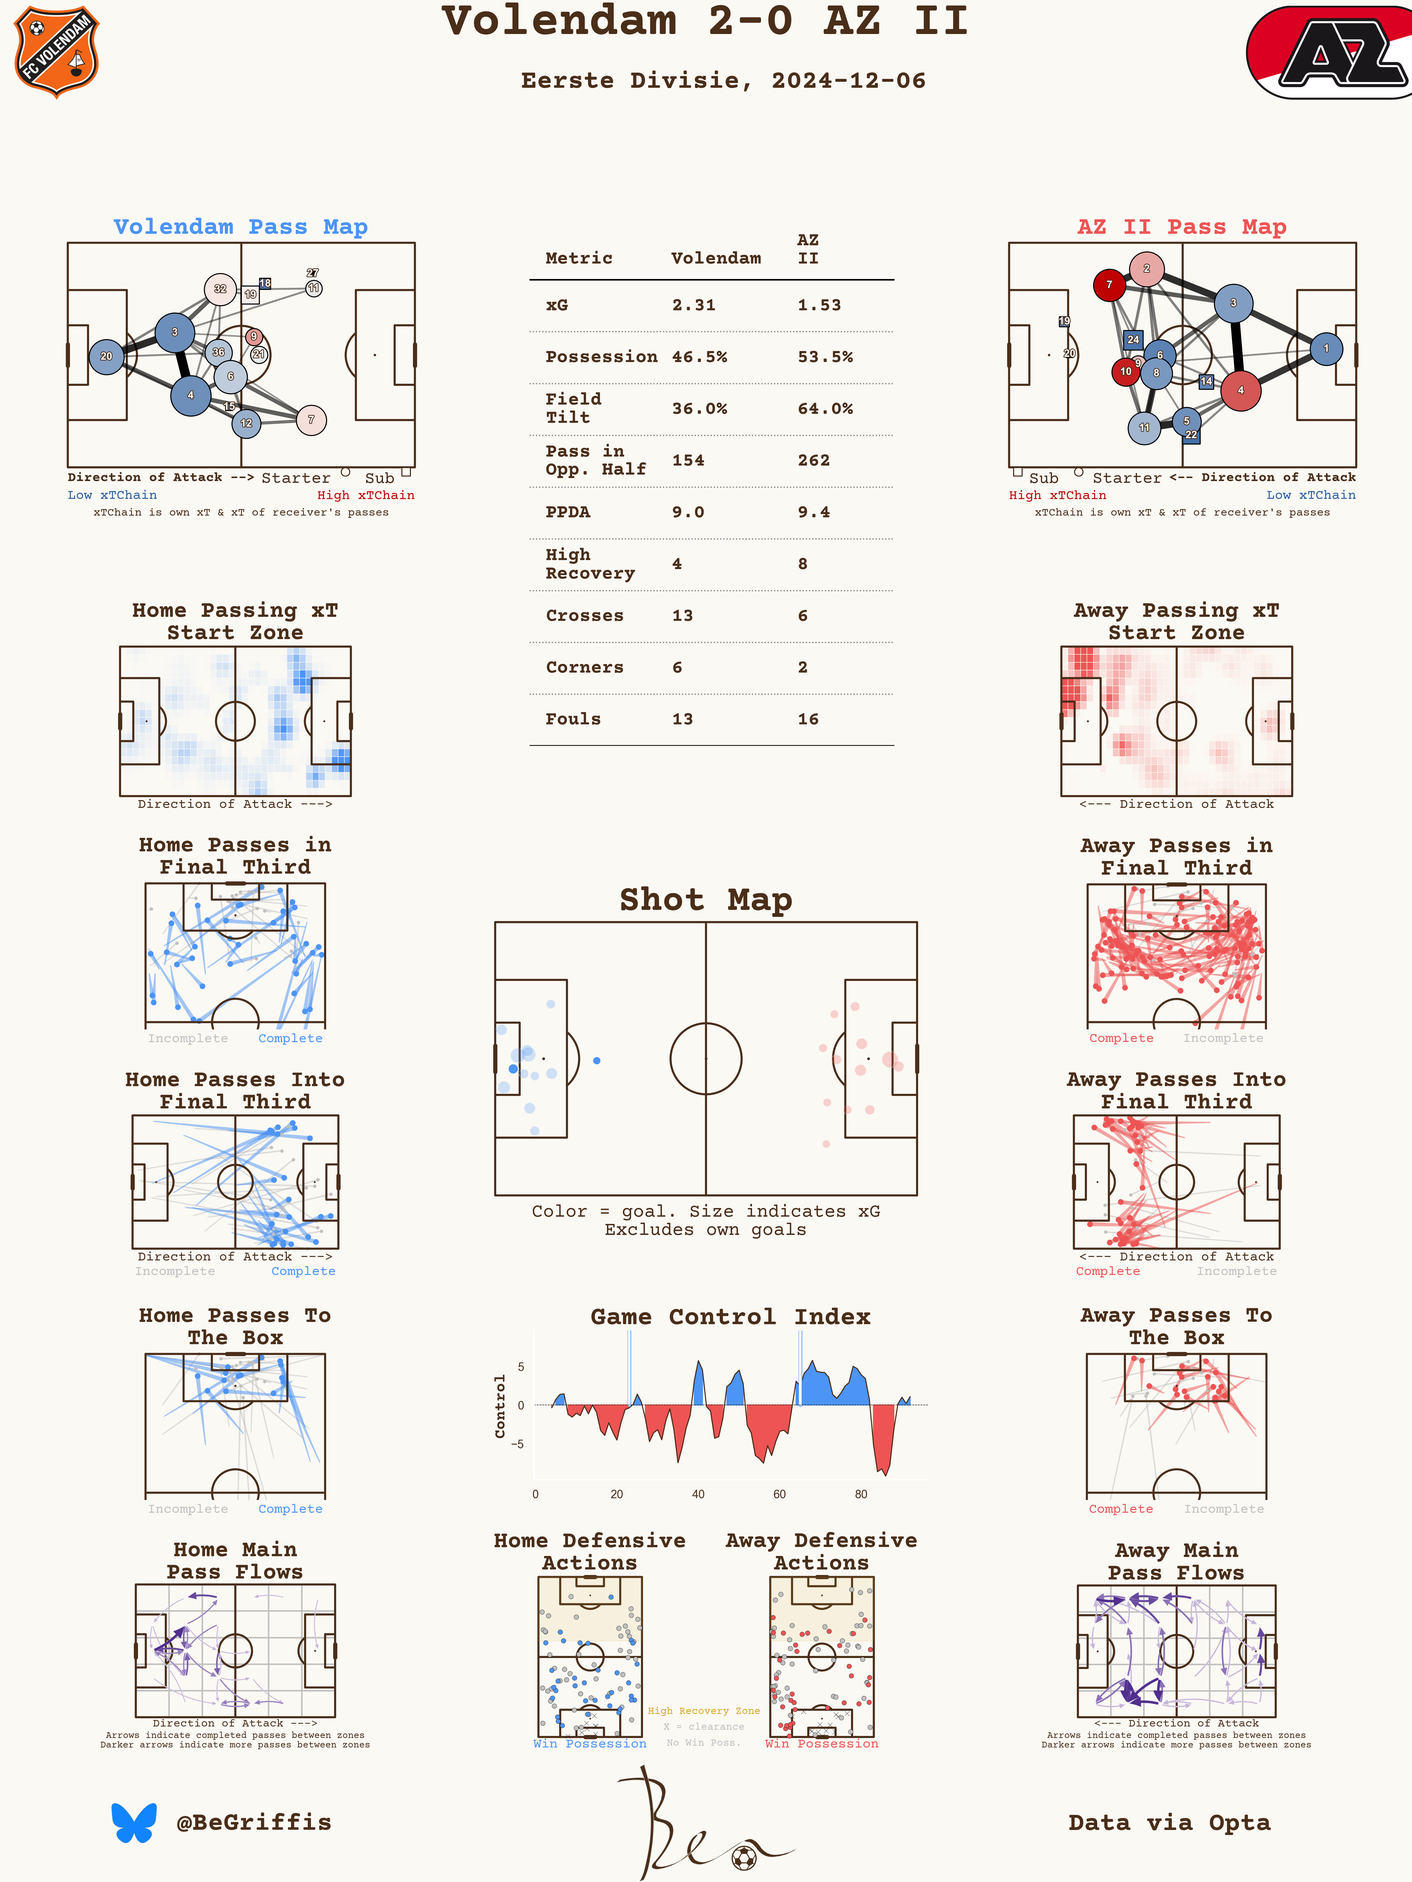 Volendam 2-0 AZ II
Eerste Divisie, 2024-12-06
FC VOLENDAM
AZ
Volendam Pass Map
27
32
18
19
11
3
9
20
36
21
6
4
15
12
7
Direction of Attack --> Starter Sub
Low xTChain High xTChain
xTChain is own xT & xT of receiver's passes
Metric Volendam AZ II
xG 2.31 1.53
Possession 46.5% 53.5%
Field Tilt 36.0% 64.0%
Pass in Opp. Half 154 262
PPDA 9.0 9.4
High Recovery 4 8
Crosses 13 6
Corners 6 2
Fouls 13 16
AZ II Pass Map
2
7
3
19
24
20
9
6
1
10
8
14
4
11
5
22
Sub Starter <-- Direction of Attack
High xTChain Low xTChain
xTChain is own xT & xT of receiver's passes
Home Passing xT
Start Zone
Direction of Attack --->
Away Passing xT
Start Zone
<--- Direction of Attack
Home Passes in
Final Third
Incomplete Complete
Away Passes in
Final Third
Complete Incomplete
Shot Map
Color = goal. Size indicates xG
Excludes own goals
Home Passes Into
Final Third
Direction of Attack --->
Incomplete Complete
Away Passes Into
Final Third
<--- Direction of Attack
Complete Incomplete
Home Passes To
The Box
Incomplete Complete
Game Control Index
Control
5
0
−5
0 20 40 60 80
Away Passes To
The Box
Complete Incomplete
Home Main
Pass Flows
Direction of Attack --->
Arrows indicate completed passes between zones
Darker arrows indicate more passes between zones
Home Defensive
Actions
Win Possession
Away Defensive
Actions
Win Possession
High Recovery Zone
X = clearance
No Win Poss.
Away Main
Pass Flows
<--- Direction of Attack
Arrows indicate completed passes between zones
Darker arrows indicate more passes between zones
@BeGriffis
Ben
Data via Opta